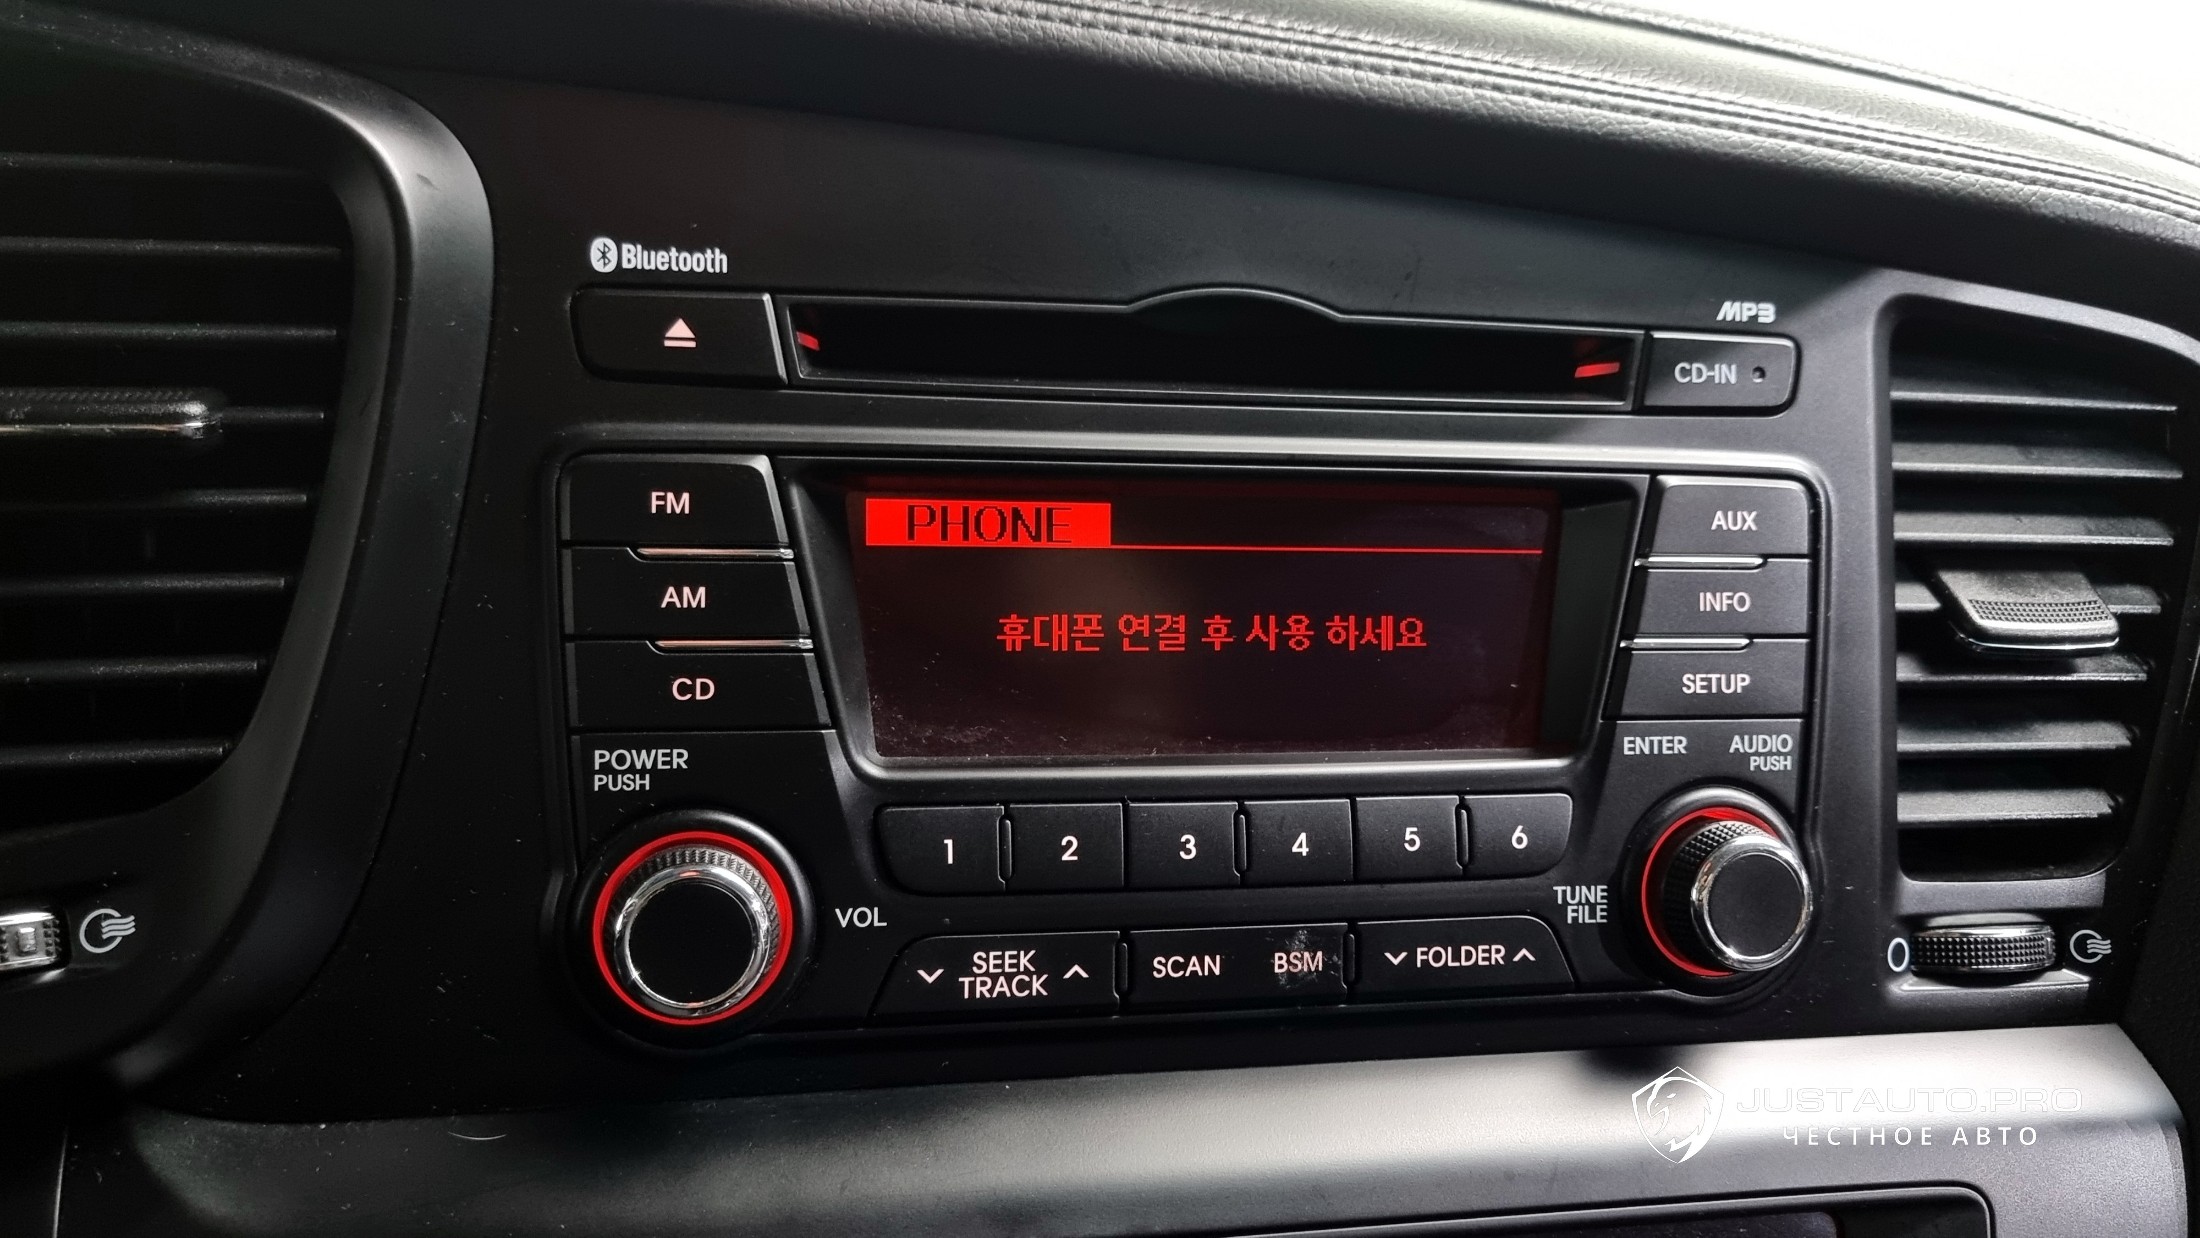 Bluetooth
MP3
CD-IN
FM
PHONE
AUX
AM
휴대폰 연결 후 사용 하세요
INFO
CD
SETUP
POWER
PUSH
ENTER
AUDIO
PUSH
1 2 3 4 5 6
VOL
TUNE
FILE
SEEK
TRACK
SCAN
BSM
FOLDER
JUSTAUTO.PRO
ЧЕСТНОЕ АВТО